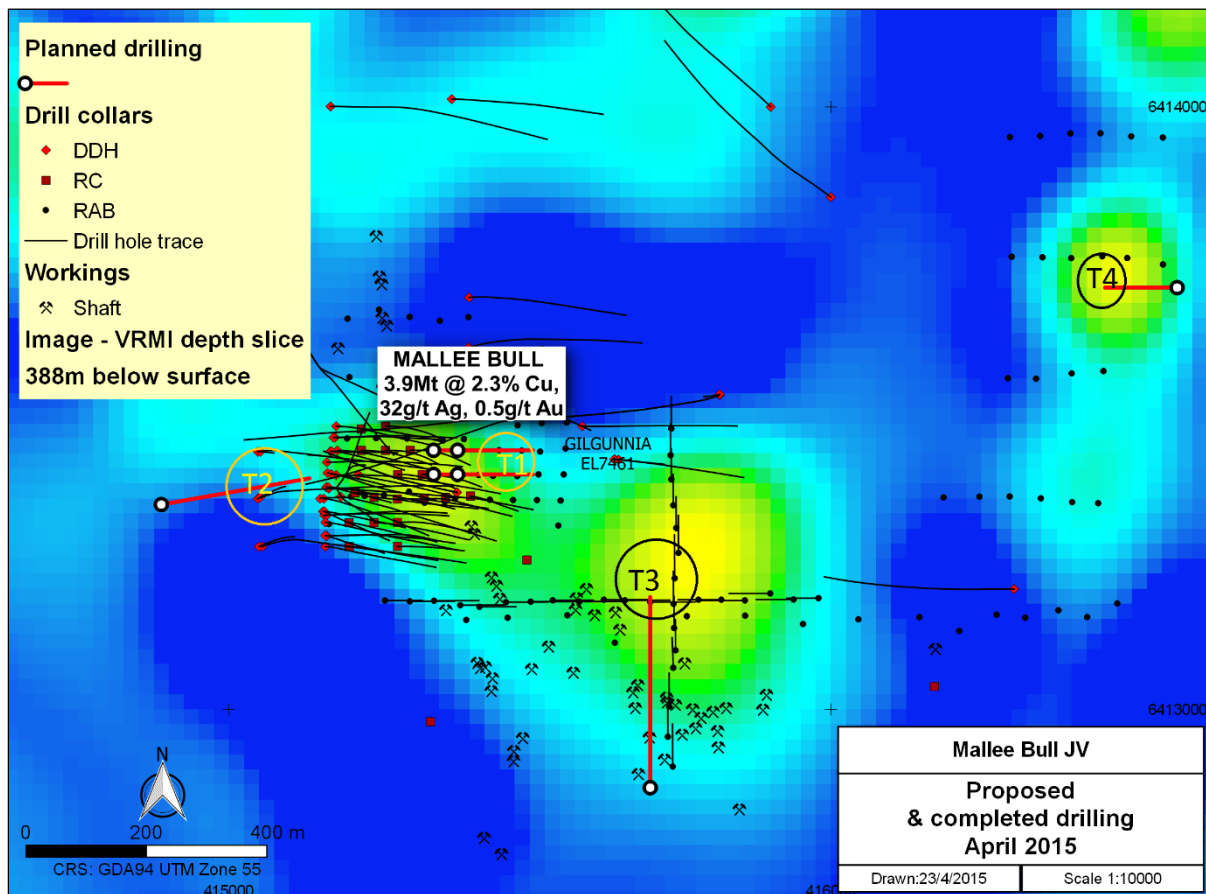 Planned drilling
Drill collars
DDH
RC
RAB
Drill hole trace
Workings
Shaft
Image - VRMI depth slice
388m below surface
6414000
T4
MALLEE BULL
3.9Mt @ 2.3% Cu,
32g/t Ag, 0.5g/t Au
GILGUNNIA
EL7461
T1
T2
T3
6413000
N
0 200 400 m
CRS: GDA94 UTM Zone 55
415000
Mallee Bull JV
Proposed
& completed drilling
April 2015
Drawn:23/4/2015
Scale 1:10000